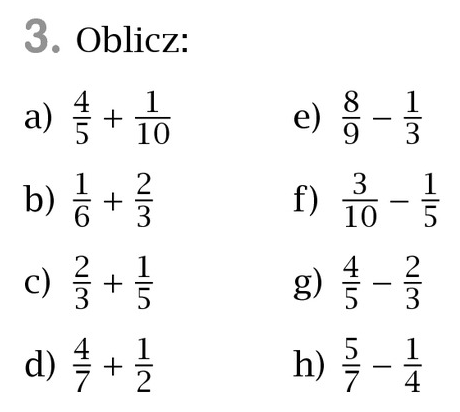 3. Oblicz:
a) 4/5 + 1/10
e) 8/9 − 1/3
b) 1/6 + 2/3
f) 3/10 − 1/5
c) 2/3 + 1/5
g) 4/5 − 2/3
d) 4/7 + 1/2
h) 5/7 − 1/4